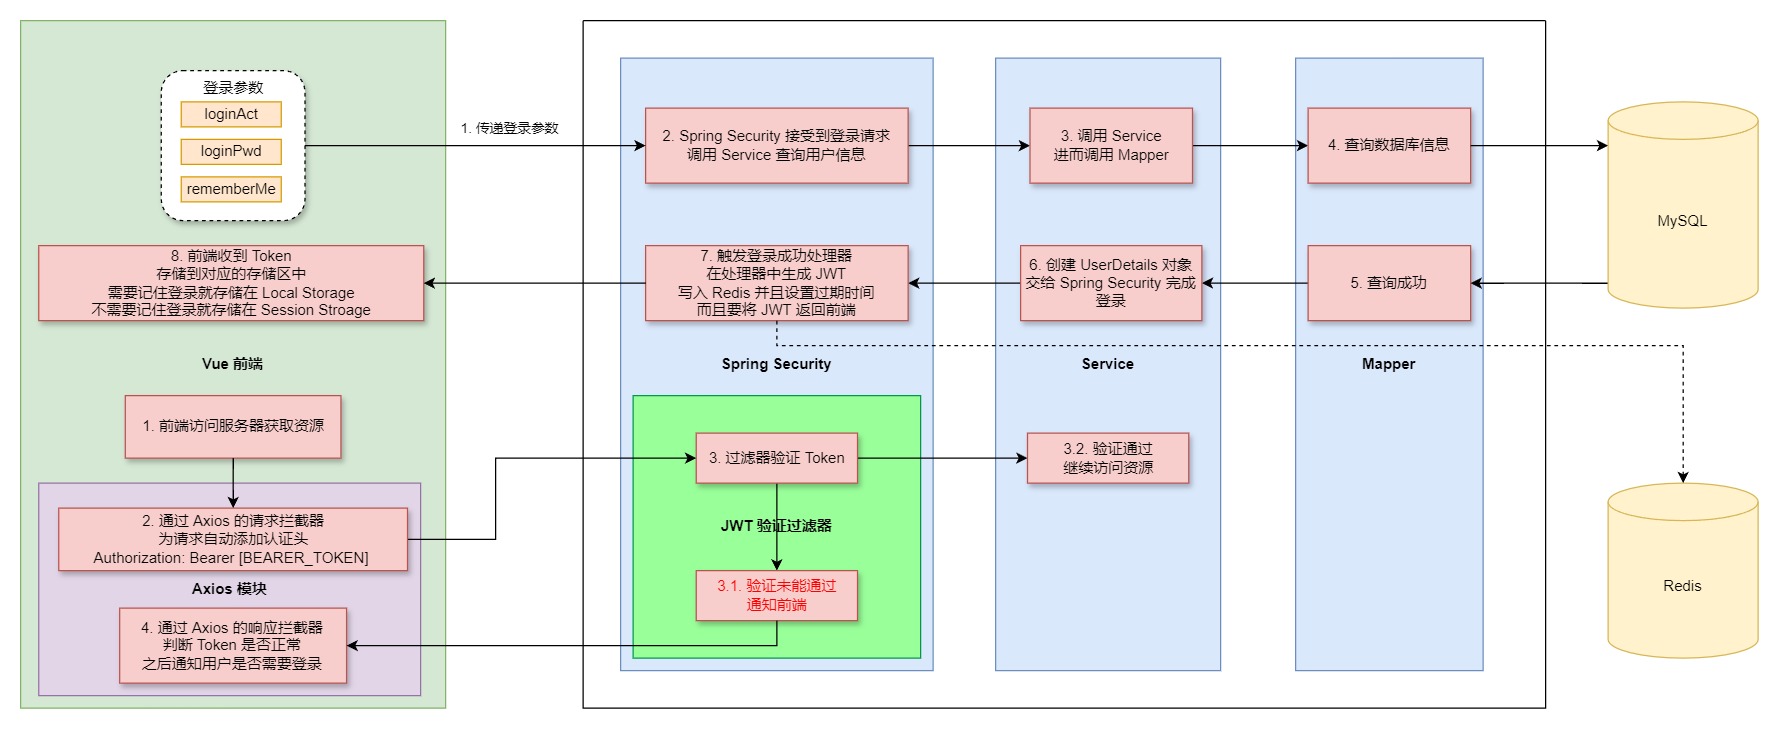 登录参数
loginAct
loginPwd
rememberMe
1. 传递登录参数
2. Spring Security 接受到登录请求
调用 Service 查询用户信息
3. 调用 Service
进而调用 Mapper
4. 查询数据库信息
MySQL
8. 前端收到 Token
存储到对应的存储区中
需要记住登录就存储在 Local Storage
不需要记住登录就存储在 Session Stroage
7. 触发登录成功处理器
在处理器中生成 JWT
写入 Redis 并且设置过期时间
而且要将 JWT 返回前端
6. 创建 UserDetails 对象
交给 Spring Security 完成
登录
5. 查询成功
Vue 前端
Spring Security
Service
Mapper
1. 前端访问服务器获取资源
3. 过滤器验证 Token
3.2. 验证通过
继续访问资源
2. 通过 Axios 的请求拦截器
为请求自动添加认证头
Authorization: Bearer [BEARER_TOKEN]
JWT 验证过滤器
Axios 模块
3.1. 验证未能通过
通知前端
Redis
4. 通过 Axios 的响应拦截器
判断 Token 是否正常
之后通知用户是否需要登录